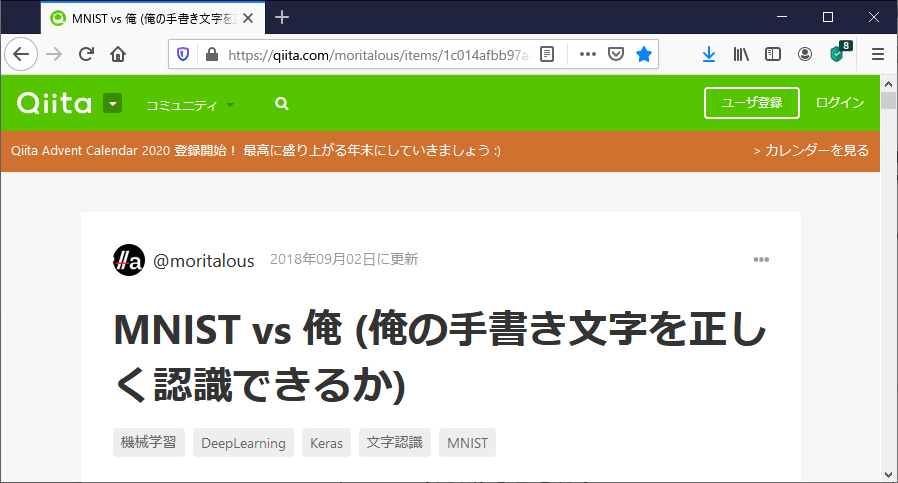 MNIST vs 俺 (俺の手書き文字を正
https://qiita.com/moritalous/items/1c014afbb97a
8
Qiita
コミュニティ
ユーザ登録
ログイン
Qiita Advent Calendar 2020 登録開始！ 最高に盛り上がる年末にしていきましょう :)
> カレンダーを見る
//a
@moritalous
2018年09月02日に更新
MNIST vs 俺 (俺の手書き文字を正し
く認識できるか)
機械学習
DeepLearning
Keras
文字認識
MNIST